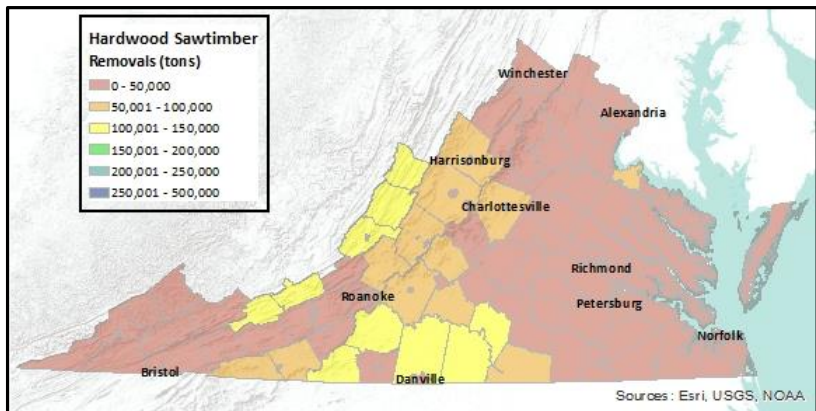 Hardwood Sawtimber
Removals (tons)
0 - 50,000
50,001 - 100,000
100,001 - 150,000
150,001 - 200,000
200,001 - 250,000
250,001 - 500,000
Winchester
Alexandria
Harrisonburg
Charlottesville
Richmond
Roanoke
Petersburg
Norfolk
Bristol
Danville
Sources: Esri, USGS, NOAA